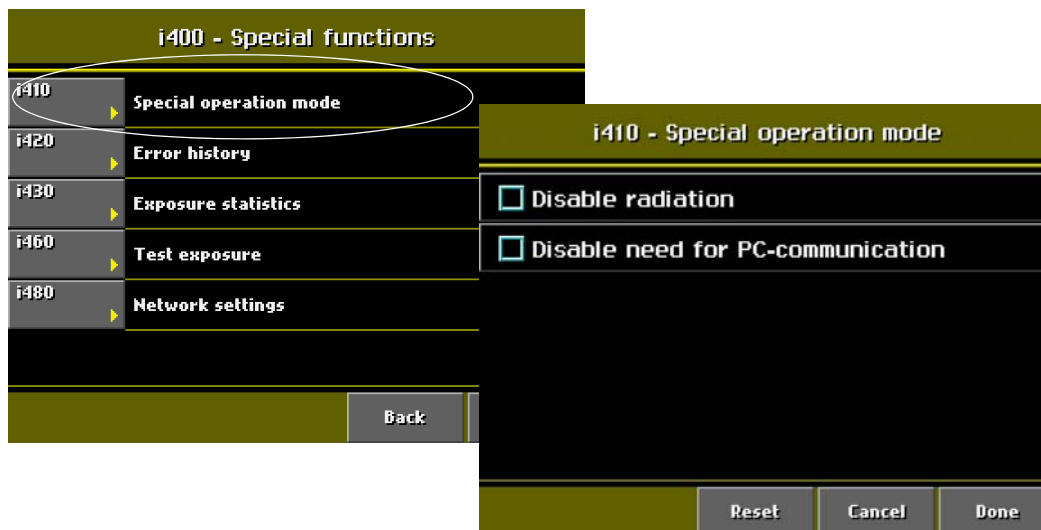 i400 - Special functions
i410
Special operation mode
i420
Error history
i430
Exposure statistics
i460
Test exposure
i480
Network settings
Back
i410 - Special operation mode
Disable radiation
Disable need for PC-communication
Reset
Cancel
Done